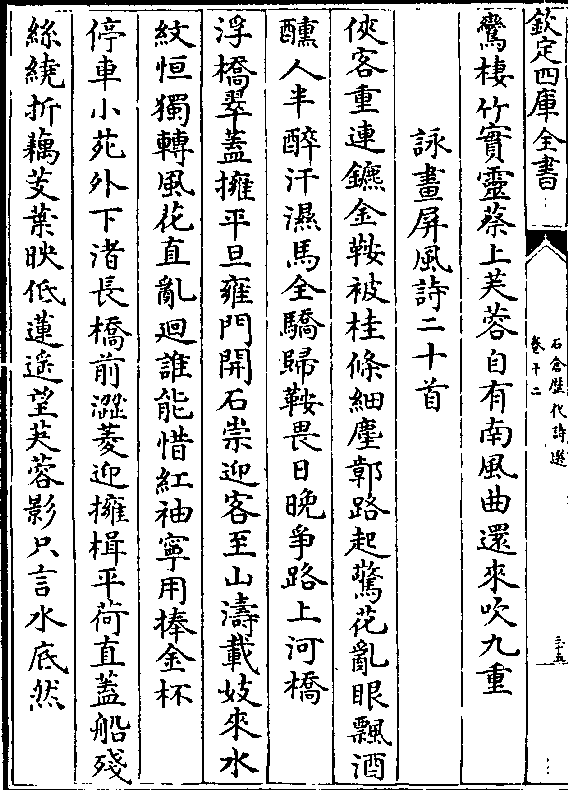 欽定四庫全書
石倉歷代詩選
卷十二
三十五
鸞棲竹實靈蔡上芙蓉自有南風曲還來吹九重
詠畫屏風詩二十首
俠客重連鑣金鞍被桂條細塵鄣路起驚花亂眼飄酒
醺人半醉汗濕馬全驕歸鞍畏日晚爭路上河橋
浮橋翠蓋擁平旦雍門開石崇迎客至山濤載妓來水
紋恒獨轉風花直亂迴誰能惜紅袖寧用捧金杯
停車小苑外下渚長橋前澀菱迎擁楫平荷直蓋船殘
絲繞折藕芰葉映低蓮遙望芙蓉影只言水底然